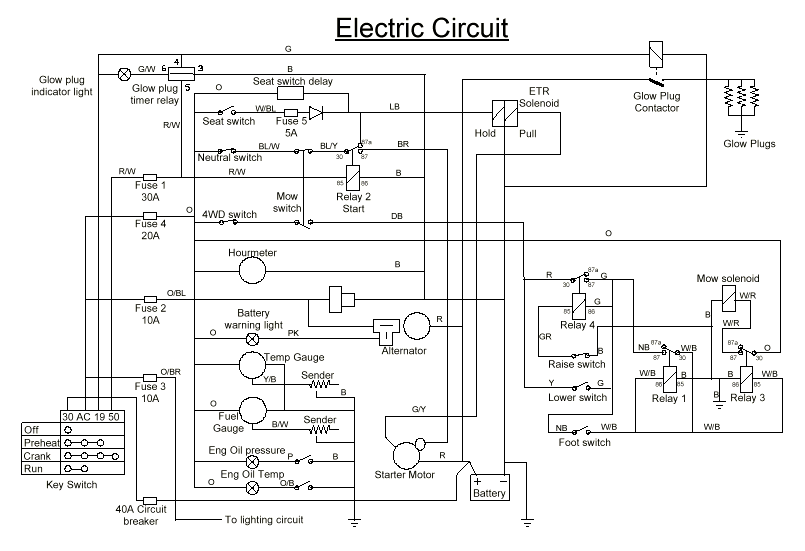 Electric Circuit
G
4
6
3
5
G/W
B
Glow plug
indicator light
Glow plug
timer relay
R/W
O
Seat switch delay
W/BL
Seat switch
Fuse 5
5A
LB
ETR
Solenoid
Hold
Pull
Glow Plug
Contactor
Glow Plugs
Neutral switch
BL/W
BL/Y
87a
30
87
BR
R/W
Fuse 1
30A
R/W
85
86
B
Relay 2
Start
Mow
switch
O
Fuse 4
20A
4WD switch
DB
O
Hourmeter
B
R
87a
30
87
G
Mow solenoid
O/BL
Fuse 2
10A
85
86
G
Relay 4
B
W/R
W/R
Battery
warning light
O
PK
R
Alternator
GR
B
Raise switch
NB
87a
87
30
W/B
87a
87
30
O
Temp Gauge
Y/B
Sender
O/BR
Fuse 3
10A
Y
G
Lower switch
W/B
86
85
B
B
86
85
W/B
Relay 1
Relay 3
B
O
Fuel
Gauge
B/W
Sender
G/Y
NB
W/B
W/B
Foot switch
30 AC 19 50
Off
Preheat
Crank
Run
Key Switch
Eng Oil pressure
P
B
R
Starter Motor
Eng Oil Temp
O
O/B
+ -
Battery
40A Circuit
breaker
To lighting circuit